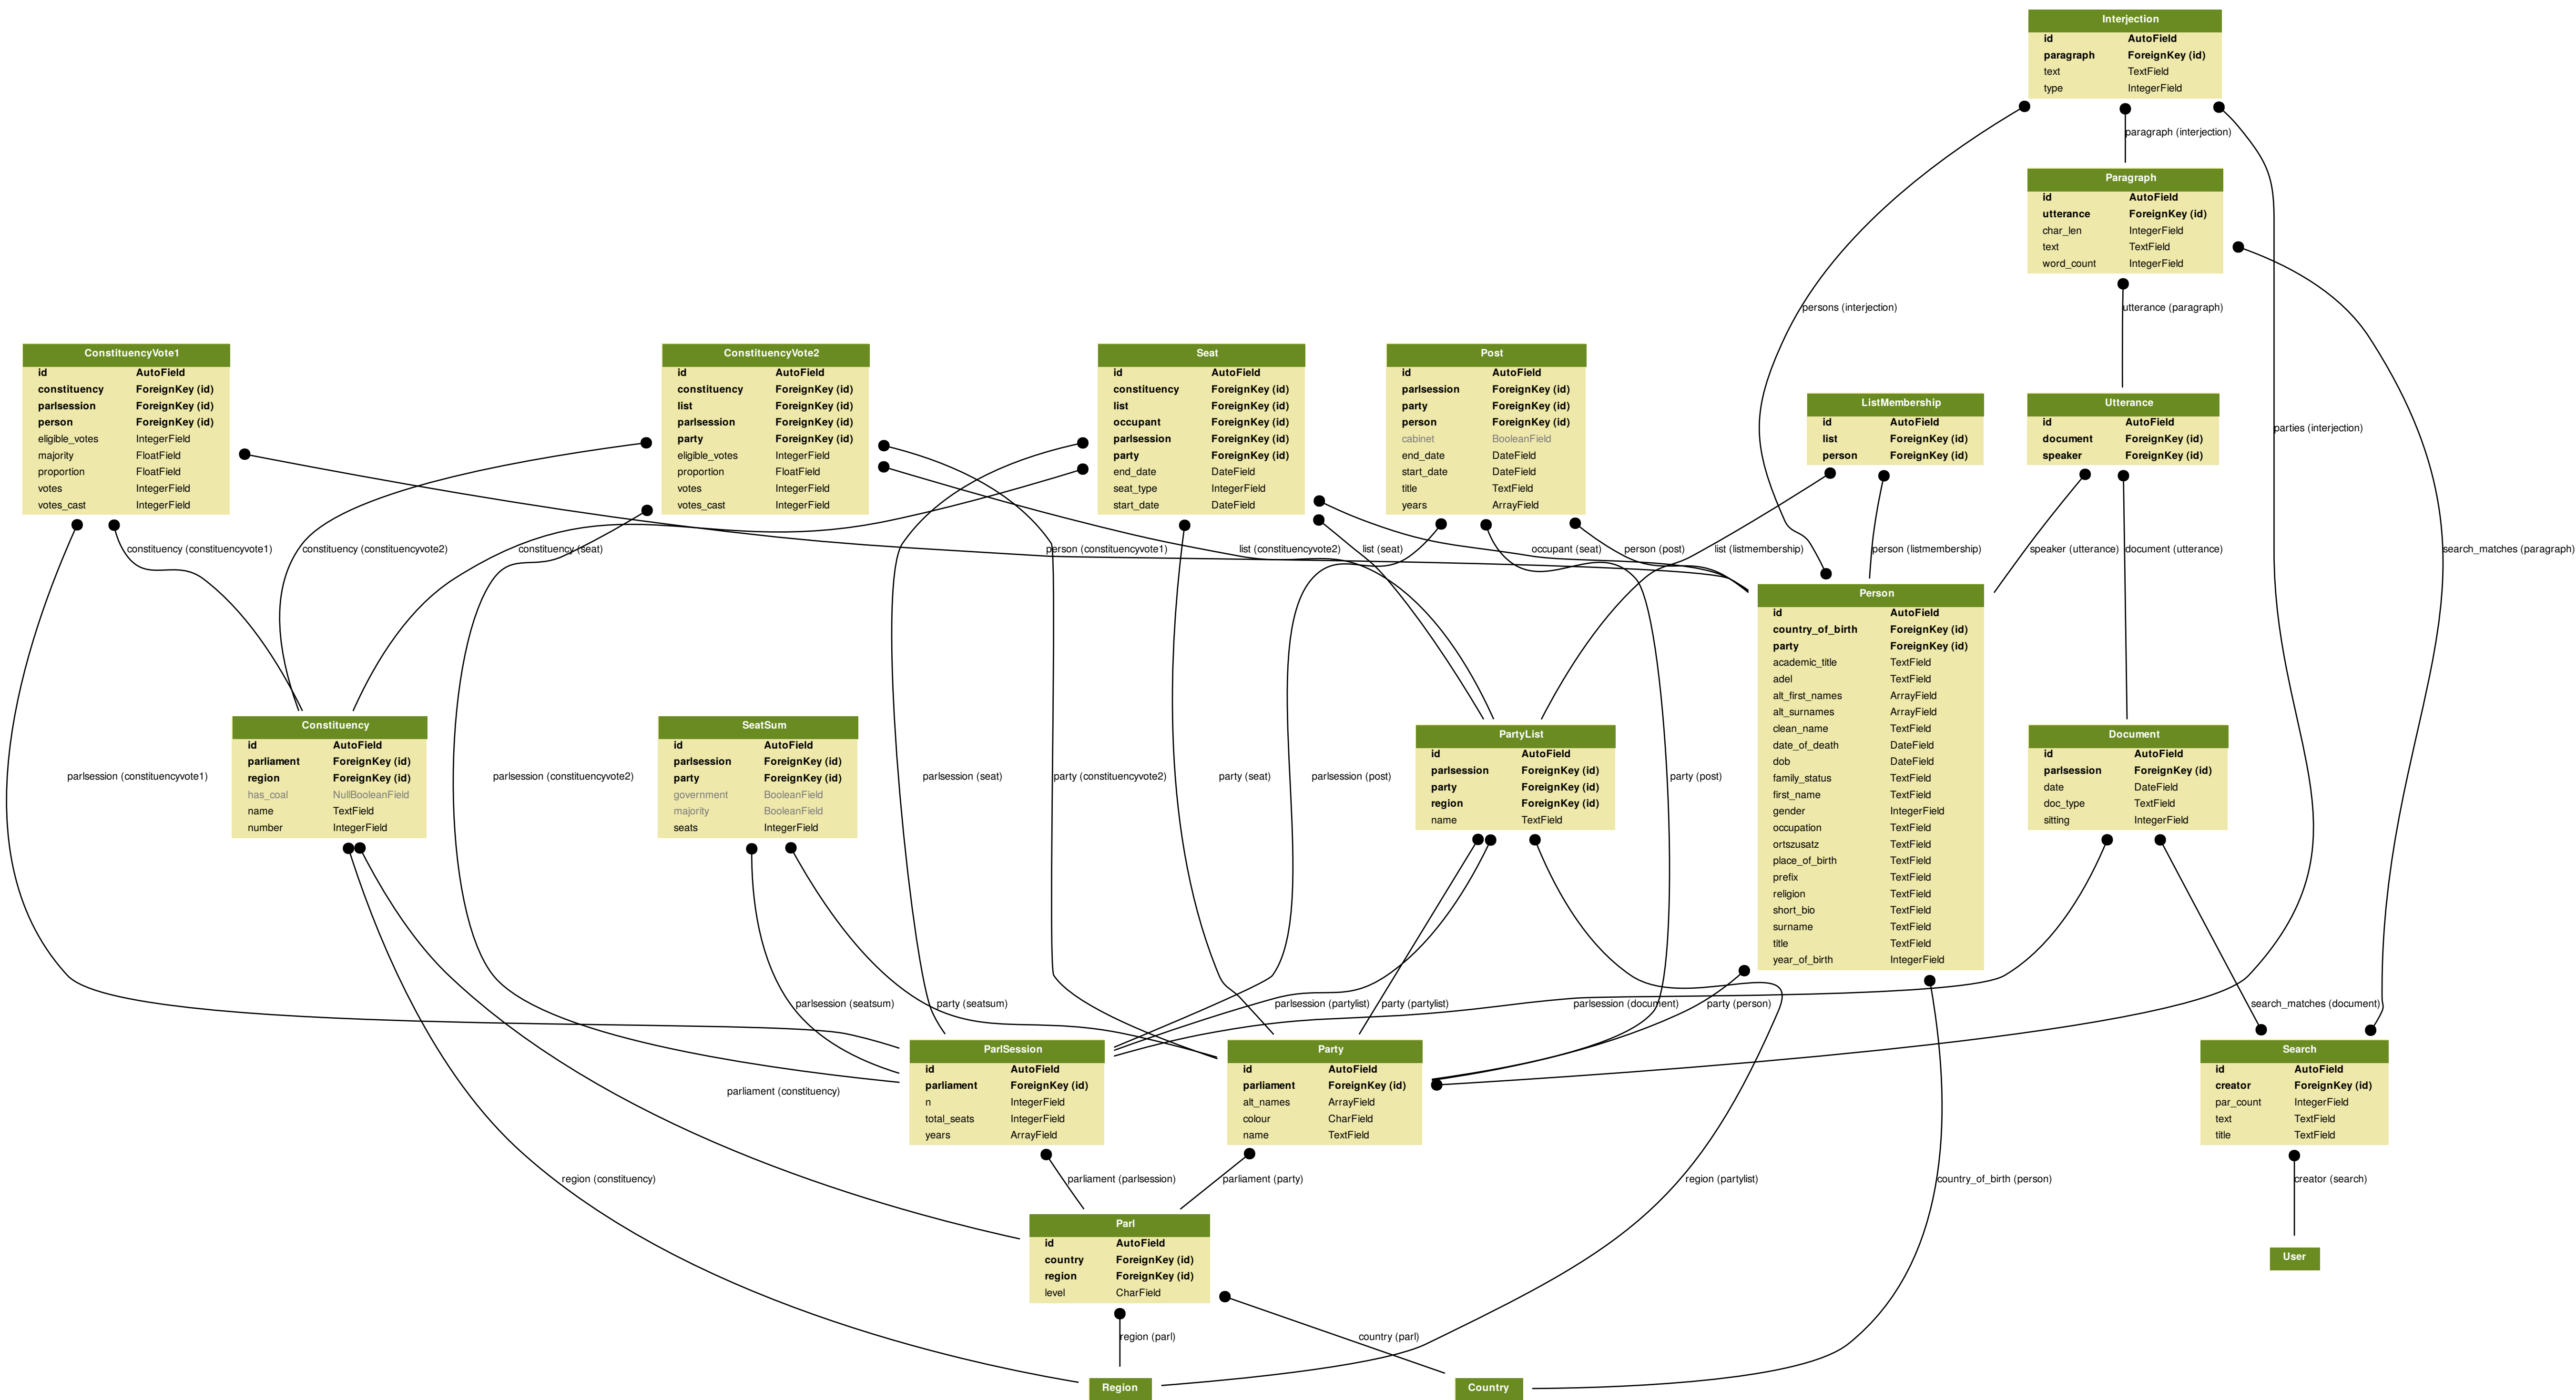 Interjection
id AutoField
paragraph ForeignKey (id)
text TextField
type IntegerField
paragraph (interjection)
Paragraph
id AutoField
utterance ForeignKey (id)
char_len IntegerField
text TextField
word_count IntegerField
persons (interjection)
utterance (paragraph)
ConstituencyVote1
id AutoField
constituency ForeignKey (id)
parlsession ForeignKey (id)
person ForeignKey (id)
eligible_votes IntegerField
majority FloatField
proportion FloatField
votes IntegerField
votes_cast IntegerField
ConstituencyVote2
id AutoField
constituency ForeignKey (id)
list ForeignKey (id)
parlsession ForeignKey (id)
party ForeignKey (id)
eligible_votes IntegerField
proportion FloatField
votes IntegerField
votes_cast IntegerField
Seat
id AutoField
constituency ForeignKey (id)
list ForeignKey (id)
occupant ForeignKey (id)
parlsession ForeignKey (id)
party ForeignKey (id)
end_date DateField
seat_type IntegerField
start_date DateField
Post
id AutoField
parlsession ForeignKey (id)
party ForeignKey (id)
person ForeignKey (id)
cabinet BooleanField
end_date DateField
start_date DateField
title TextField
years ArrayField
ListMembership
id AutoField
list ForeignKey (id)
person ForeignKey (id)
Utterance
id AutoField
document ForeignKey (id)
speaker ForeignKey (id)
parties (interjection)
constituency (constituencyvote1)
constituency (constituencyvote2)
constituency (seat)
person (constituencyvote1)
list (constituencyvote2)
list (seat)
occupant (seat)
person (post)
list (listmembership)
person (listmembership)
speaker (utterance)
document (utterance)
search_matches (paragraph)
Person
id AutoField
country_of_birth ForeignKey (id)
party ForeignKey (id)
academic_title TextField
adel TextField
alt_first_names ArrayField
alt_surnames ArrayField
clean_name TextField
date_of_death DateField
dob DateField
family_status TextField
first_name TextField
gender IntegerField
occupation TextField
ortszusatz TextField
place_of_birth TextField
prefix TextField
religion TextField
short_bio TextField
surname TextField
title TextField
year_of_birth IntegerField
parlsession (constituencyvote1)
Constituency
id AutoField
parliament ForeignKey (id)
region ForeignKey (id)
has_coal NullBooleanField
name TextField
number IntegerField
parlsession (constituencyvote2)
SeatSum
id AutoField
parlsession ForeignKey (id)
party ForeignKey (id)
government BooleanField
majority BooleanField
seats IntegerField
parlsession (seat)
party (constituencyvote2)
party (seat)
parlsession (post)
PartyList
id AutoField
parlsession ForeignKey (id)
party ForeignKey (id)
region ForeignKey (id)
name TextField
party (post)
Document
id AutoField
parlsession ForeignKey (id)
date DateField
doc_type TextField
sitting IntegerField
parlsession (seatsum)
party (seatsum)
parlsession (partylist)
party (partylist)
parlsession (document)
party (person)
search_matches (document)
parliament (constituency)
ParlSession
id AutoField
parliament ForeignKey (id)
n IntegerField
total_seats IntegerField
years ArrayField
Party
id AutoField
parliament ForeignKey (id)
alt_names ArrayField
colour CharField
name TextField
Search
id AutoField
creator ForeignKey (id)
par_count IntegerField
text TextField
title TextField
region (constituency)
parliament (parlsession)
parliament (party)
region (partylist)
country_of_birth (person)
creator (search)
Parl
id AutoField
country ForeignKey (id)
region ForeignKey (id)
level CharField
User
region (parl)
country (parl)
Region
Country